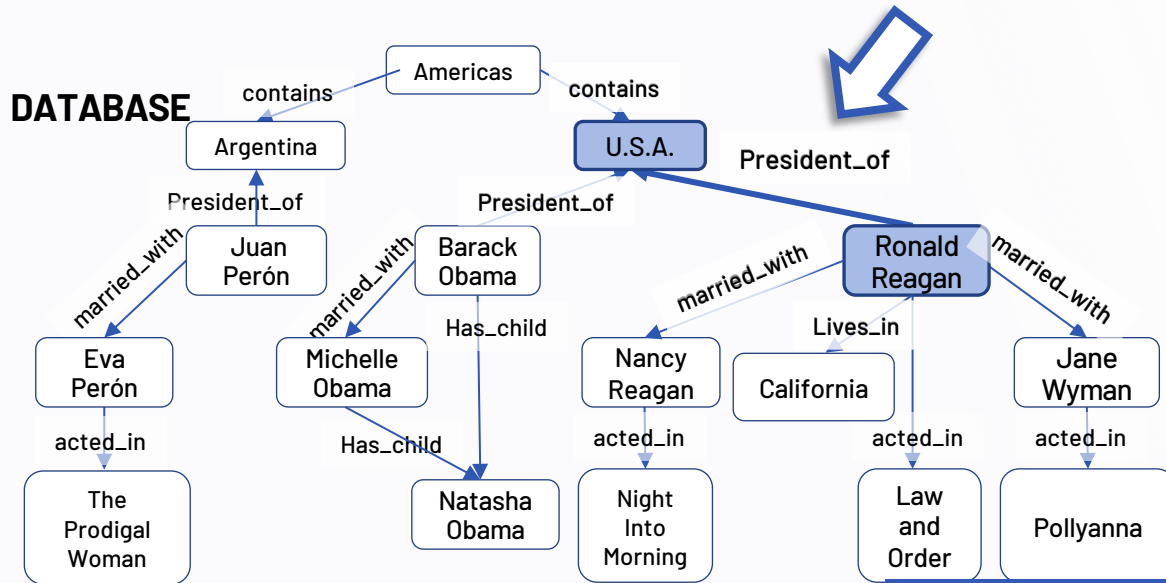 Americas
contains
contains
DATABASE
Argentina
U.S.A.
President_of
President_of
President_of
Juan
Perón
Barack
Obama
Ronald
Reagan
married_with
married_with
married_with
married_with
Has_child
Lives_in
Eva
Perón
Michelle
Obama
Nancy
Reagan
California
Jane
Wyman
acted_in
Has_child
acted_in
acted_in
acted_in
The
Prodigal
Woman
Natasha
Obama
Night
Into
Morning
Law
and
Order
Pollyanna